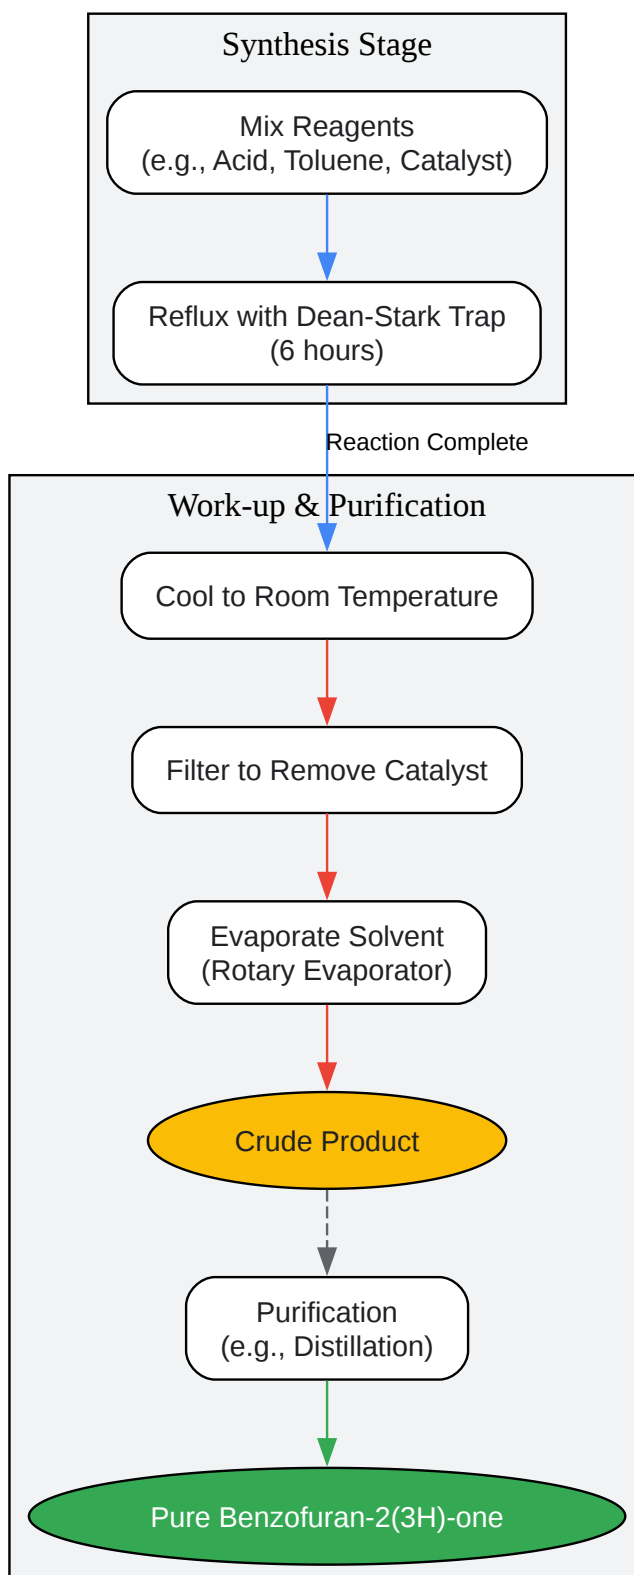 Synthesis Stage
Mix Reagents
(e.g., Acid, Toluene, Catalyst)
Reflux with Dean-Stark Trap
(6 hours)
Reaction Complete
Work-up & Purification
Cool to Room Temperature
Filter to Remove Catalyst
Evaporate Solvent
(Rotary Evaporator)
Crude Product
Purification
(e.g., Distillation)
Pure Benzofuran-2(3H)-one